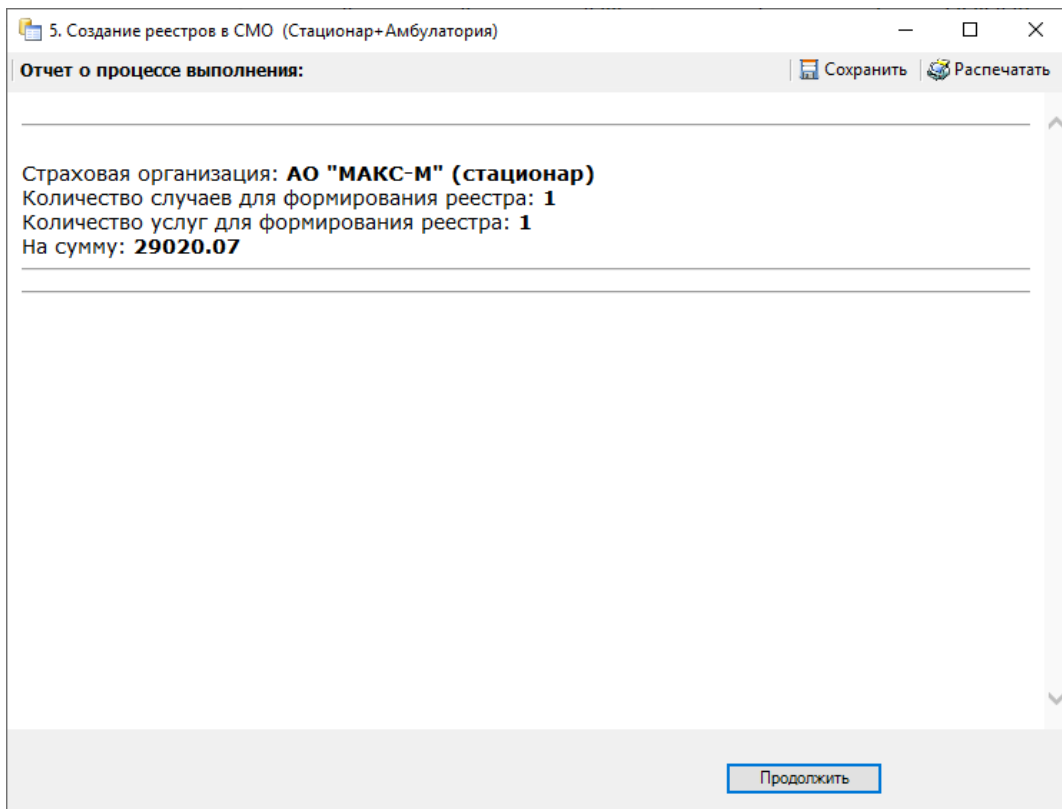 5. Создание реестров в СМО (Стационар+Амбулатория)
Отчет о процессе выполнения:
Сохранить
Распечатать
Страховая организация: АО "МАКС-М" (стационар)
Количество случаев для формирования реестра: 1
Количество услуг для формирования реестра: 1
На сумму: 29020.07
Продолжить